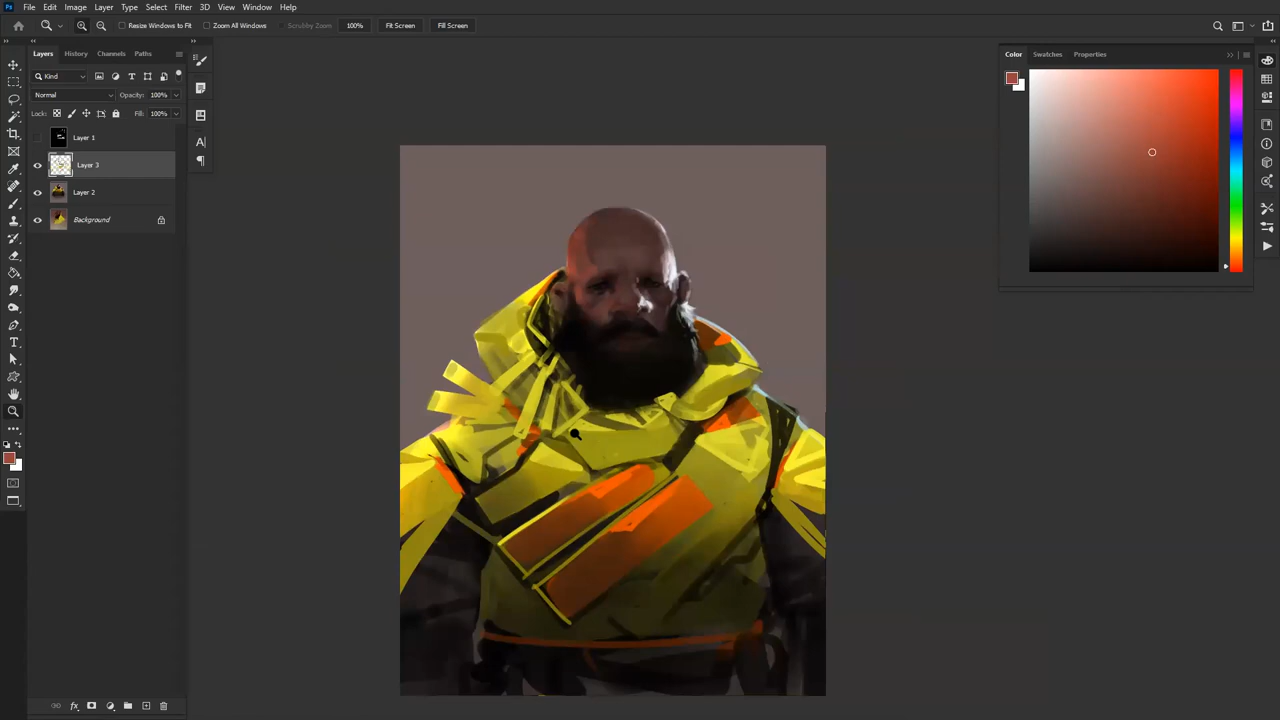 Ps File Edit Image Layer Type Select Filter 3D View Window Help
Resize Windows to Fit Zoom All Windows Scrubby Zoom 100% Fit Screen Fill Screen
Layers History Channels Paths
Kind
Normal Opacity: 100%
Lock: Fill: 100%
Layer 1
Layer 3
Layer 2
Background
fx
Color Swatches Properties